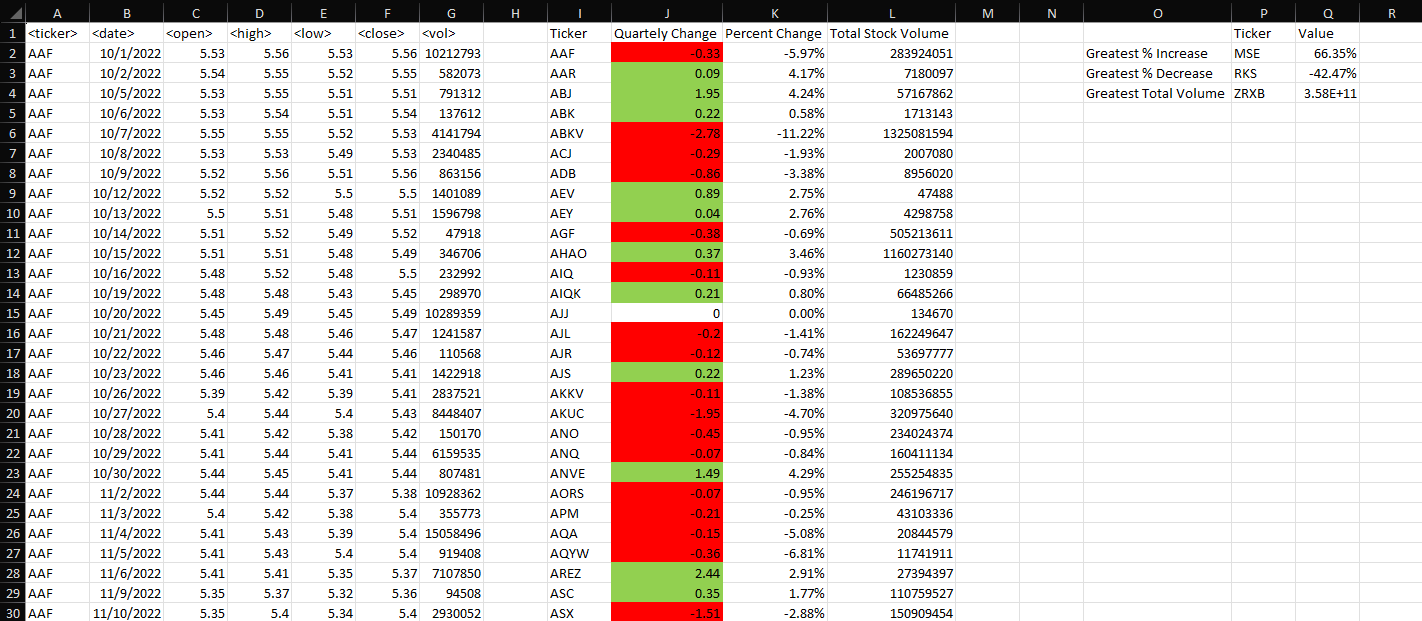 A B C D E F G H I J K L M N O P Q R
1 <ticker> <date> <open> <high> <low> <close> <vol> Ticker Quartely Change Percent Change Total Stock Volume Ticker Value
2 AAF 10/1/2022 5.53 5.56 5.53 5.56 10212793 AAF -0.33 -5.97% 283924051 Greatest % Increase MSE 66.35%
3 AAF 10/2/2022 5.54 5.55 5.52 5.55 582073 AAR 0.09 4.17% 7180097 Greatest % Decrease RKS -42.47%
4 AAF 10/5/2022 5.53 5.55 5.51 5.51 791312 ABJ 1.95 4.24% 57167862 Greatest Total Volume ZRXB 3.58E+11
5 AAF 10/6/2022 5.53 5.54 5.51 5.54 137612 ABK 0.22 0.58% 1713143
6 AAF 10/7/2022 5.55 5.55 5.52 5.53 4141794 ABKV -2.78 -11.22% 1325081594
7 AAF 10/8/2022 5.53 5.53 5.49 5.53 2340485 ACJ -0.29 -1.93% 2007080
8 AAF 10/9/2022 5.52 5.56 5.51 5.56 863156 ADB -0.86 -3.38% 8956020
9 AAF 10/12/2022 5.52 5.52 5.5 5.5 1401089 AEV 0.89 2.75% 47488
10 AAF 10/13/2022 5.5 5.51 5.48 5.51 1596798 AEY 0.04 2.76% 4298758
11 AAF 10/14/2022 5.51 5.52 5.49 5.52 47918 AGF -0.38 -0.69% 505213611
12 AAF 10/15/2022 5.51 5.51 5.48 5.49 346706 AHAO 0.37 3.46% 1160273140
13 AAF 10/16/2022 5.48 5.52 5.48 5.5 232992 AIQ -0.11 -0.93% 1230859
14 AAF 10/19/2022 5.48 5.48 5.43 5.45 298970 AIQK 0.21 0.80% 66485266
15 AAF 10/20/2022 5.45 5.49 5.45 5.49 10289359 AJJ 0 0.00% 134670
16 AAF 10/21/2022 5.48 5.48 5.46 5.47 1241587 AJL -0.2 -1.41% 162249647
17 AAF 10/22/2022 5.46 5.47 5.44 5.46 110568 AJR -0.12 -0.74% 53697777
18 AAF 10/23/2022 5.46 5.46 5.41 5.41 1422918 AJS 0.22 1.23% 289650220
19 AAF 10/26/2022 5.39 5.42 5.39 5.41 2837521 AKKV -0.11 -1.38% 108536855
20 AAF 10/27/2022 5.4 5.44 5.4 5.43 8448407 AKUC -1.95 -4.70% 320975640
21 AAF 10/28/2022 5.41 5.42 5.38 5.42 150170 ANO -0.45 -0.95% 234024374
22 AAF 10/29/2022 5.41 5.44 5.41 5.44 6159535 ANQ -0.07 -0.84% 160411134
23 AAF 10/30/2022 5.44 5.45 5.41 5.44 807481 ANVE 1.49 4.29% 255254835
24 AAF 11/2/2022 5.44 5.44 5.37 5.38 10928362 AORS -0.07 -0.95% 246196717
25 AAF 11/3/2022 5.4 5.42 5.38 5.4 355773 APM -0.21 -0.25% 43103336
26 AAF 11/4/2022 5.41 5.43 5.39 5.4 15058496 AQA -0.15 -5.08% 20844579
27 AAF 11/5/2022 5.41 5.43 5.4 5.4 919408 AQYW -0.36 -6.81% 11741911
28 AAF 11/6/2022 5.41 5.41 5.35 5.37 7107850 AREZ 2.44 2.91% 27394397
29 AAF 11/9/2022 5.35 5.37 5.32 5.36 94508 ASC 0.35 1.77% 110759527
30 AAF 11/10/2022 5.35 5.4 5.34 5.4 2930052 ASX -1.51 -2.88% 150909454